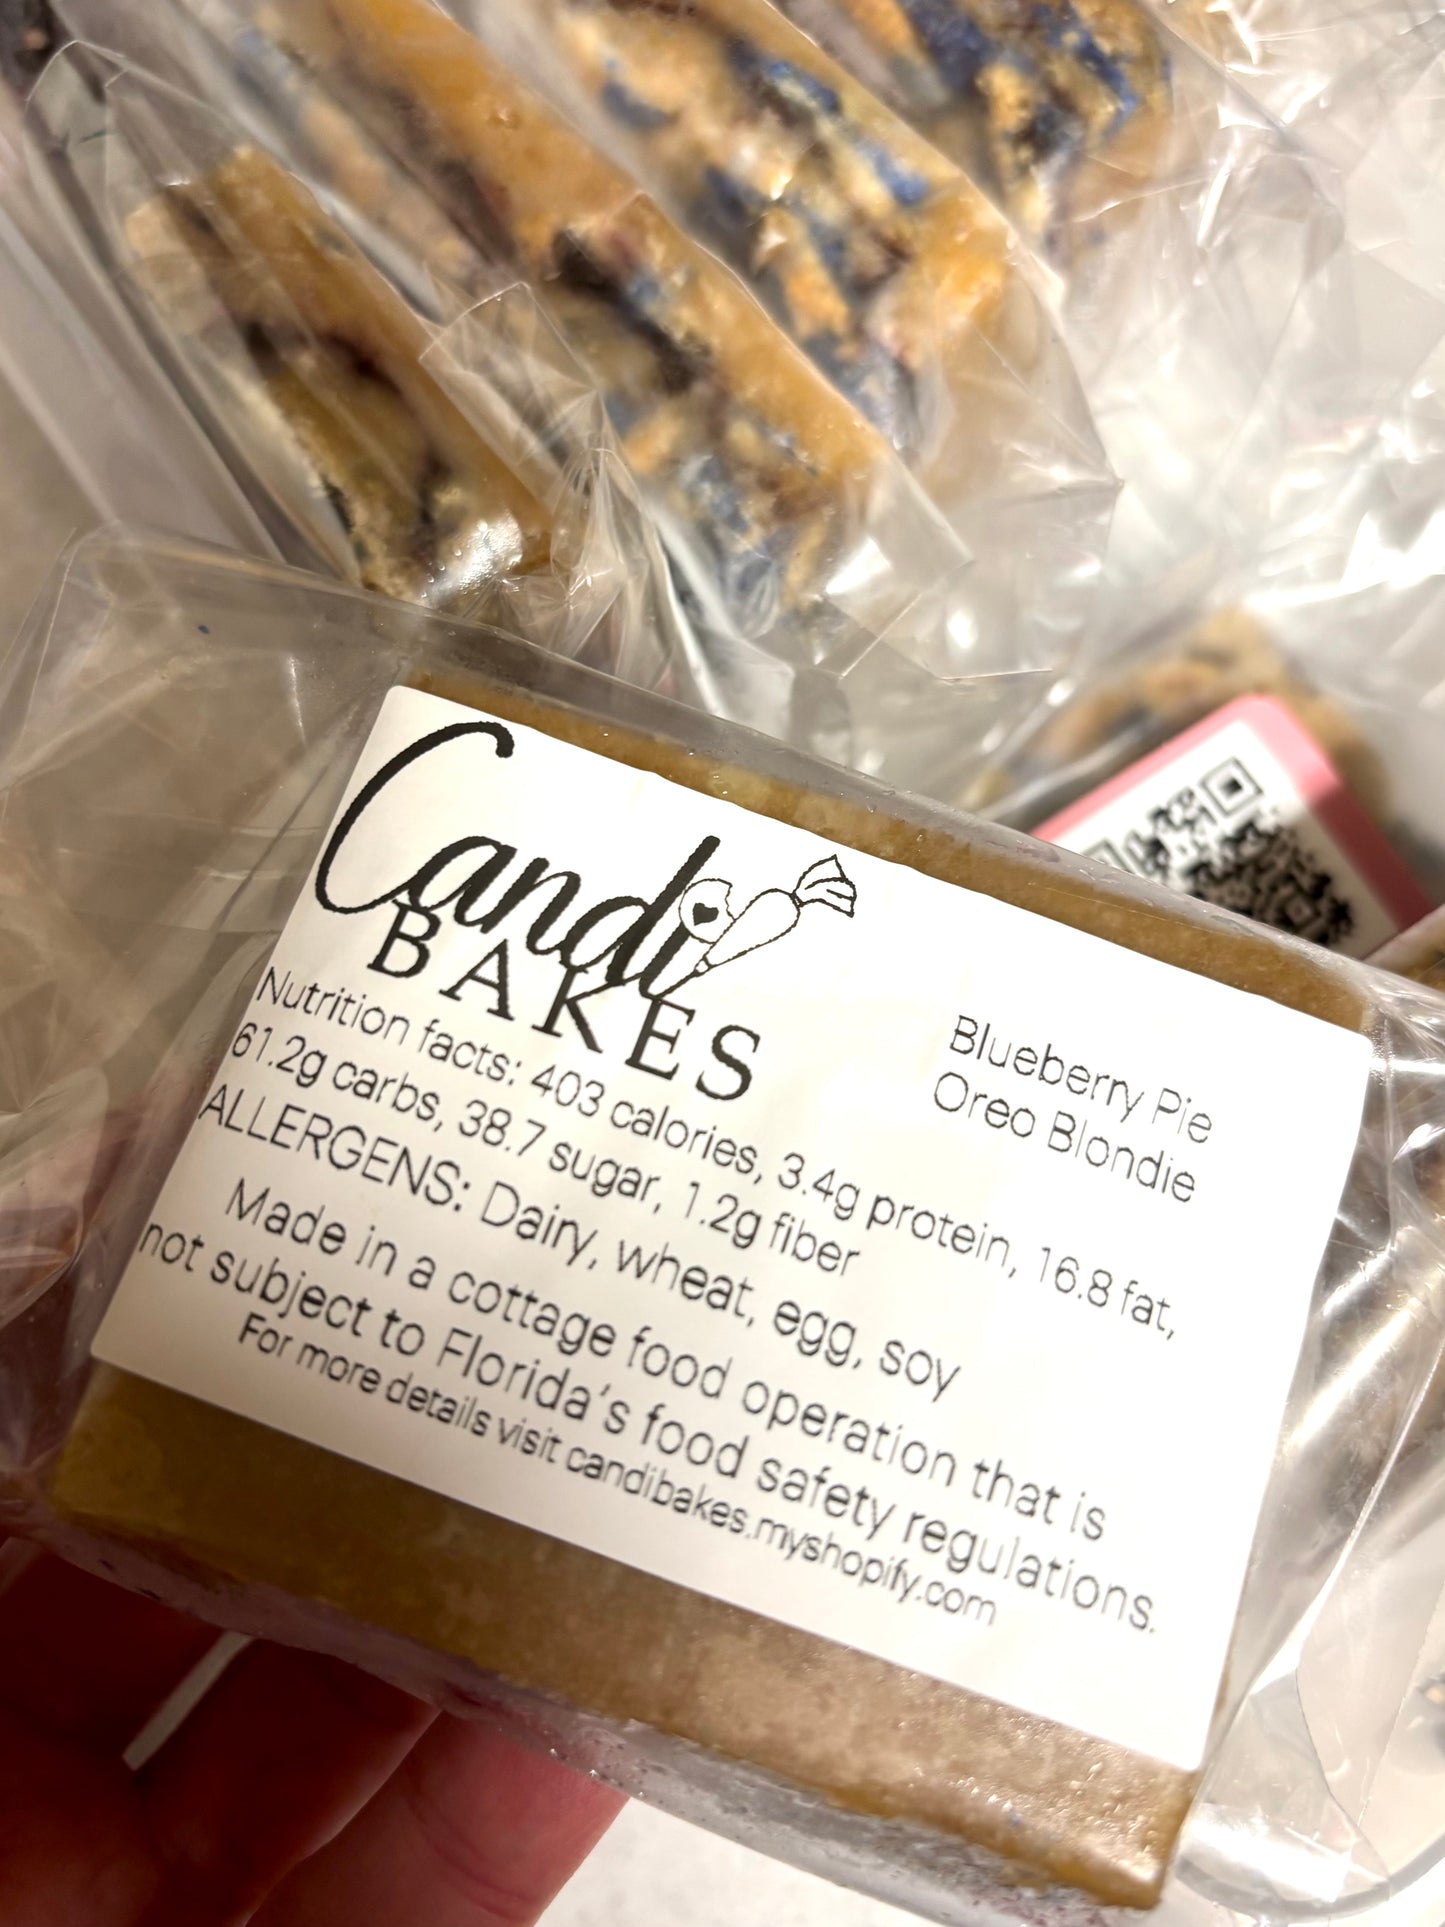 Candi
BAKES
Blueberry Pie
Oreo Blondie
Nutrition facts: 403 calories, 3.4g protein, 16.8 fat,
61.2g carbs, 38.7 sugar, 1.2g fiber
ALLERGENS: Dairy, wheat, egg, soy
Made in a cottage food operation that is
not subject to Florida's food safety regulations.
For more details visit candibakes.myshopify.com